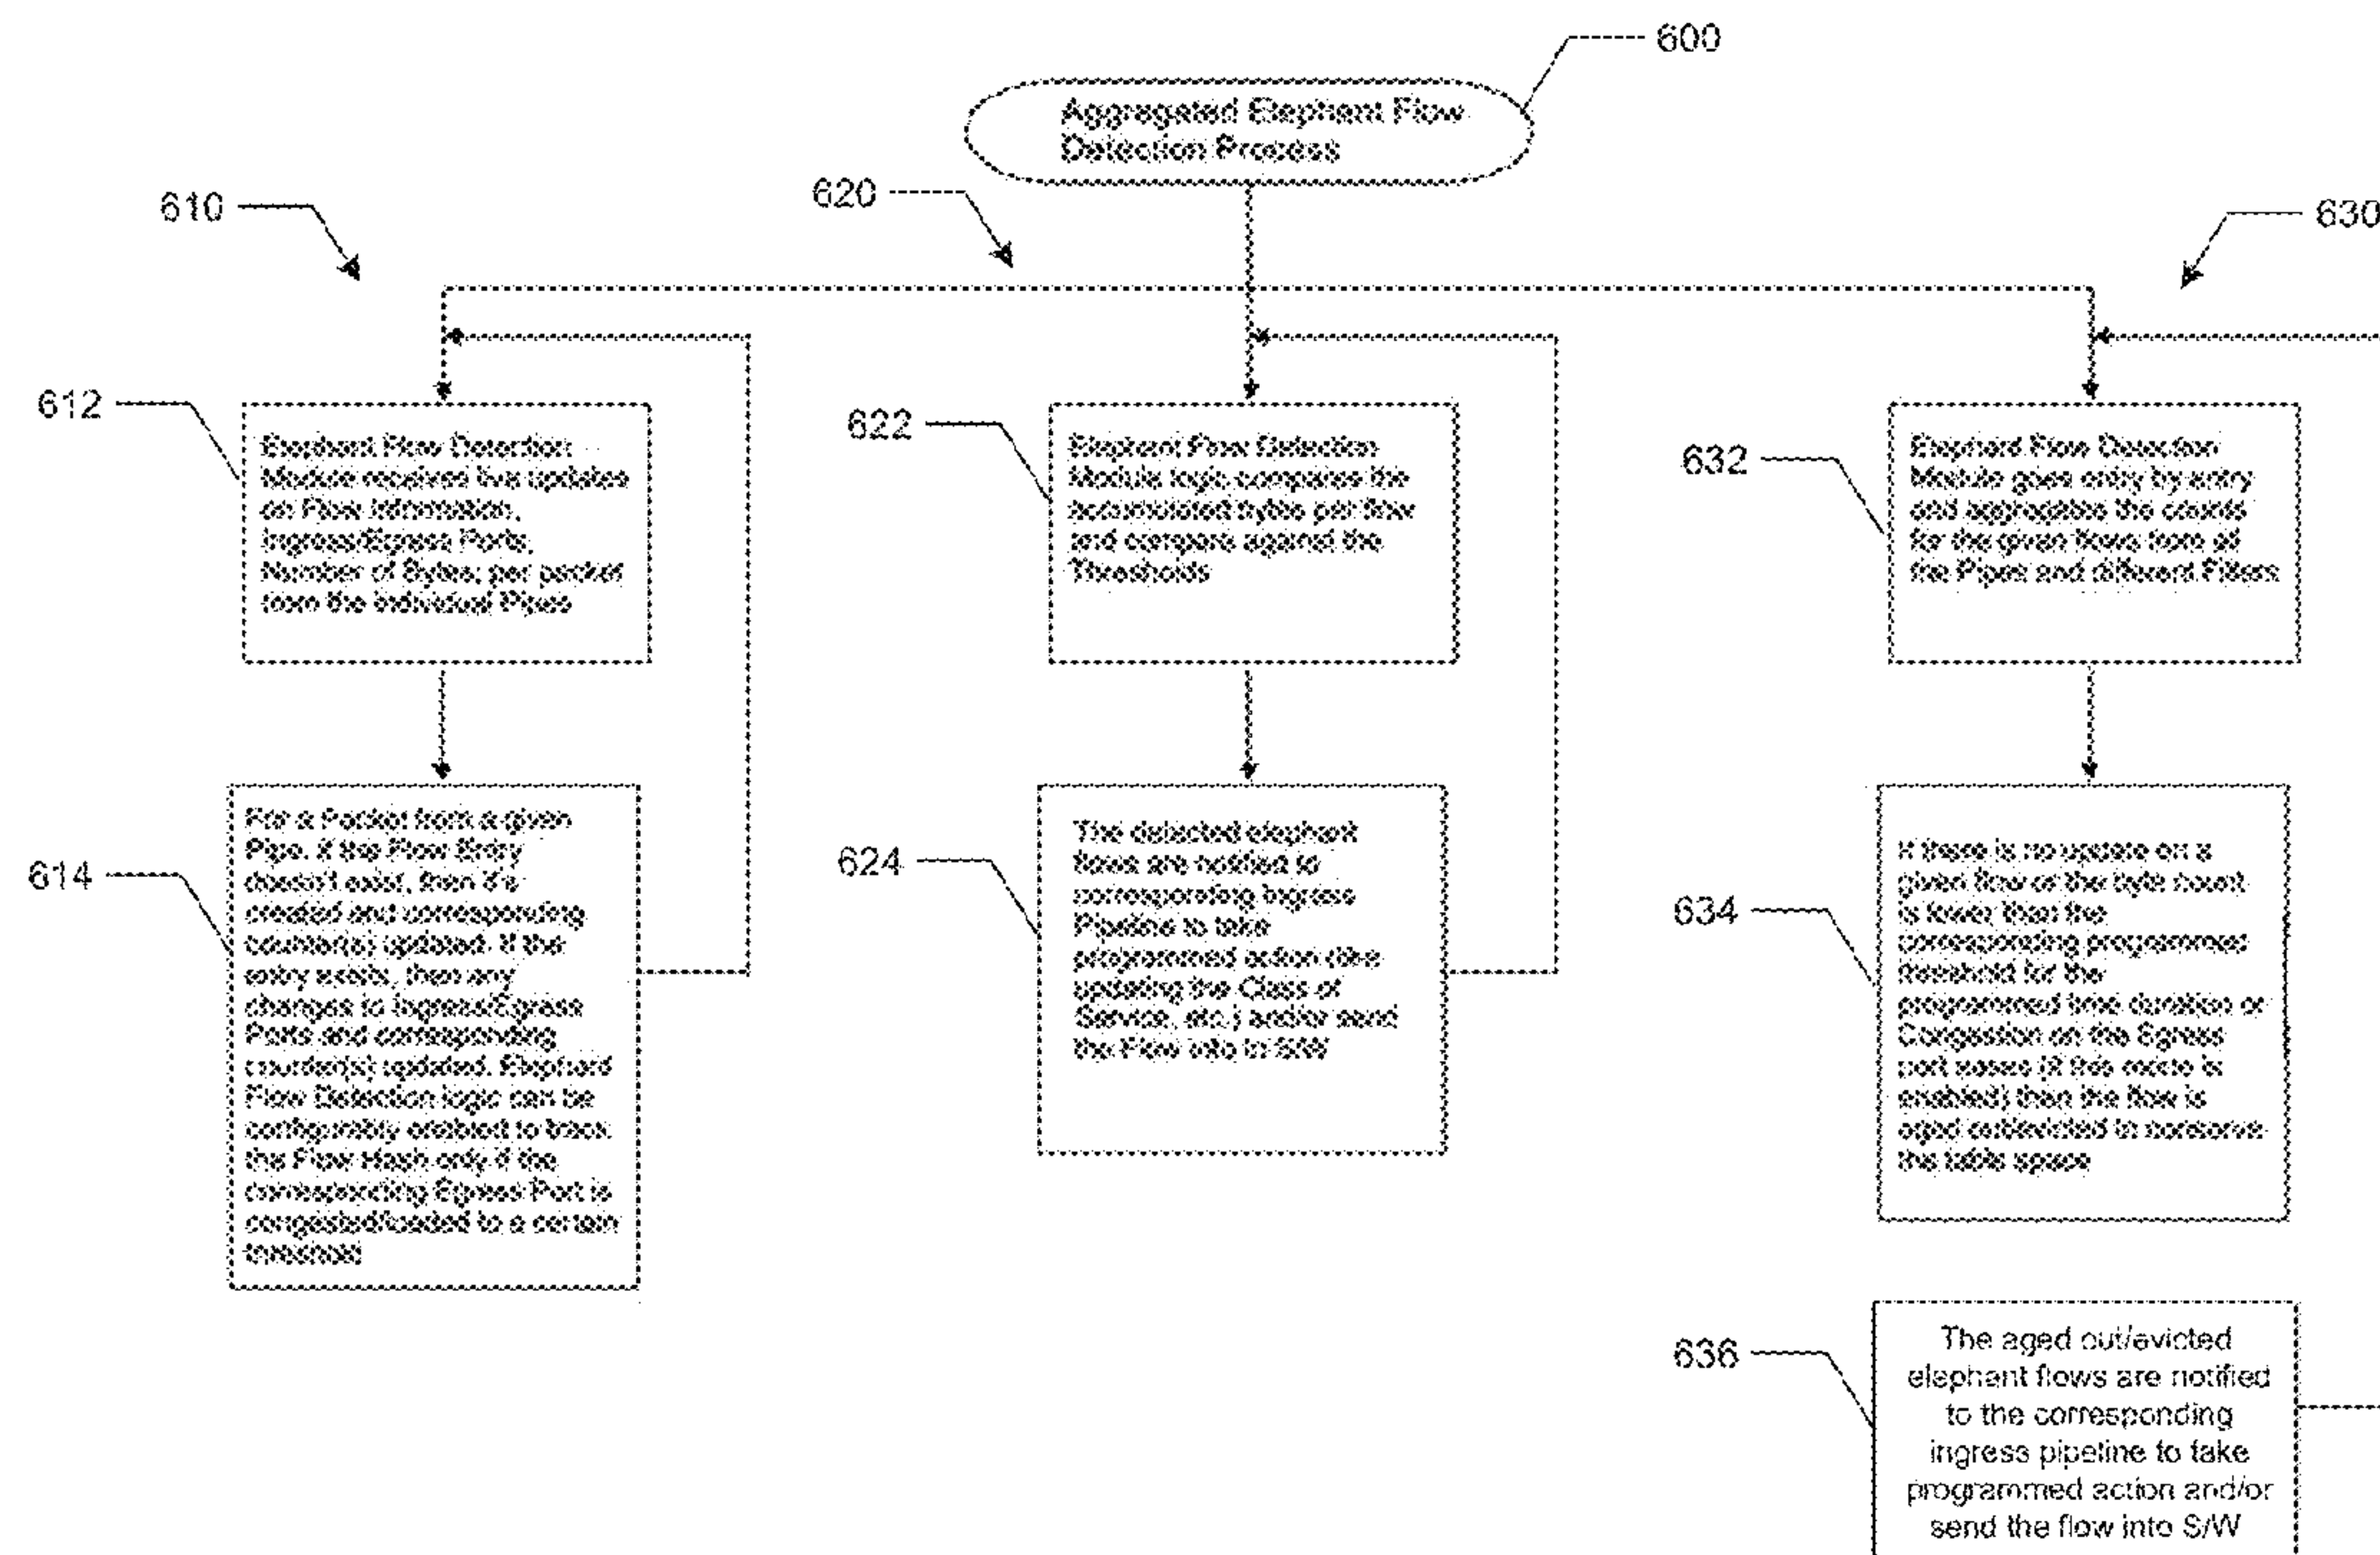 600
Aggregated Elephant Flow
Detection Process
610
620
630
612
Elephant Flow Detection
Module received live updates
on Flow Information,
Ingress/Egress Ports,
Number of Bytes, per packet
from the individual Pipes
622
Elephant Flow Detection
Module logic compares the
accumulated bytes per flow
and compare against the
Thresholds
632
Elephant Flow Detection
Module goes entry by entry
and aggregates the counts
for the given flows from all
the Pipes and different Filters
614
For a Packet from a given
Pipe, if the Flow Entry
doesn't exist, then it's
created and corresponding
counter(s) updated. If the
entry exists, then any
changes to Ingress/Egress
Ports and corresponding
counter(s) updated. Elephant
Flow Detection logic can be
configurably enabled to track
the Flow Hash only if the
corresponding Egress Port is
congested/loaded to a certain
threshold
624
The detected elephant
flows are notified to
corresponding Ingress
Pipeline to take
programmed action (like
updating the Class of
Service, etc.) and/or send
the Flow info to S/W
634
If there is no update on a
given flow or the byte count
is lower than the
corresponding programmed
threshold for the
programmed time duration or
Congestion on the Egress
port eases (if this mode is
enabled) then the flow is
aged out/evicted to conserve
the table space
636
The aged out/evicted
elephant flows are notified
to the corresponding
ingress pipeline to take
programmed action and/or
send the flow into S/W